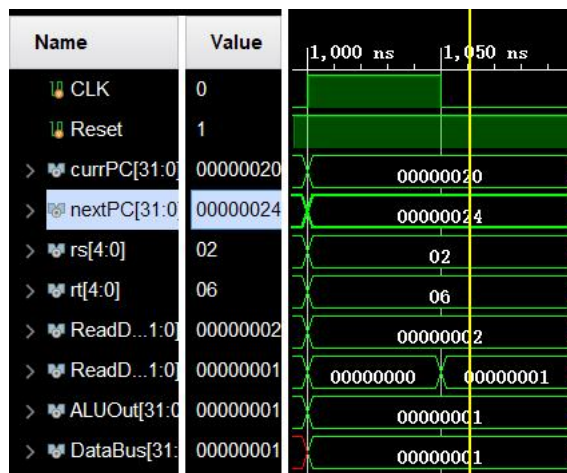 Name Value 1,000 ns 1,050 ns
CLK 0
Reset 1
currPC[31:0] 00000020 00000020
nextPC[31:0] 00000024 00000024
rs[4:0] 02 02
rt[4:0] 06 06
ReadD...1:0] 00000002 00000002
ReadD...1:0] 00000001 00000000 00000001
ALUOut[31:0 00000001 00000001
DataBus[31: 00000001 00000001